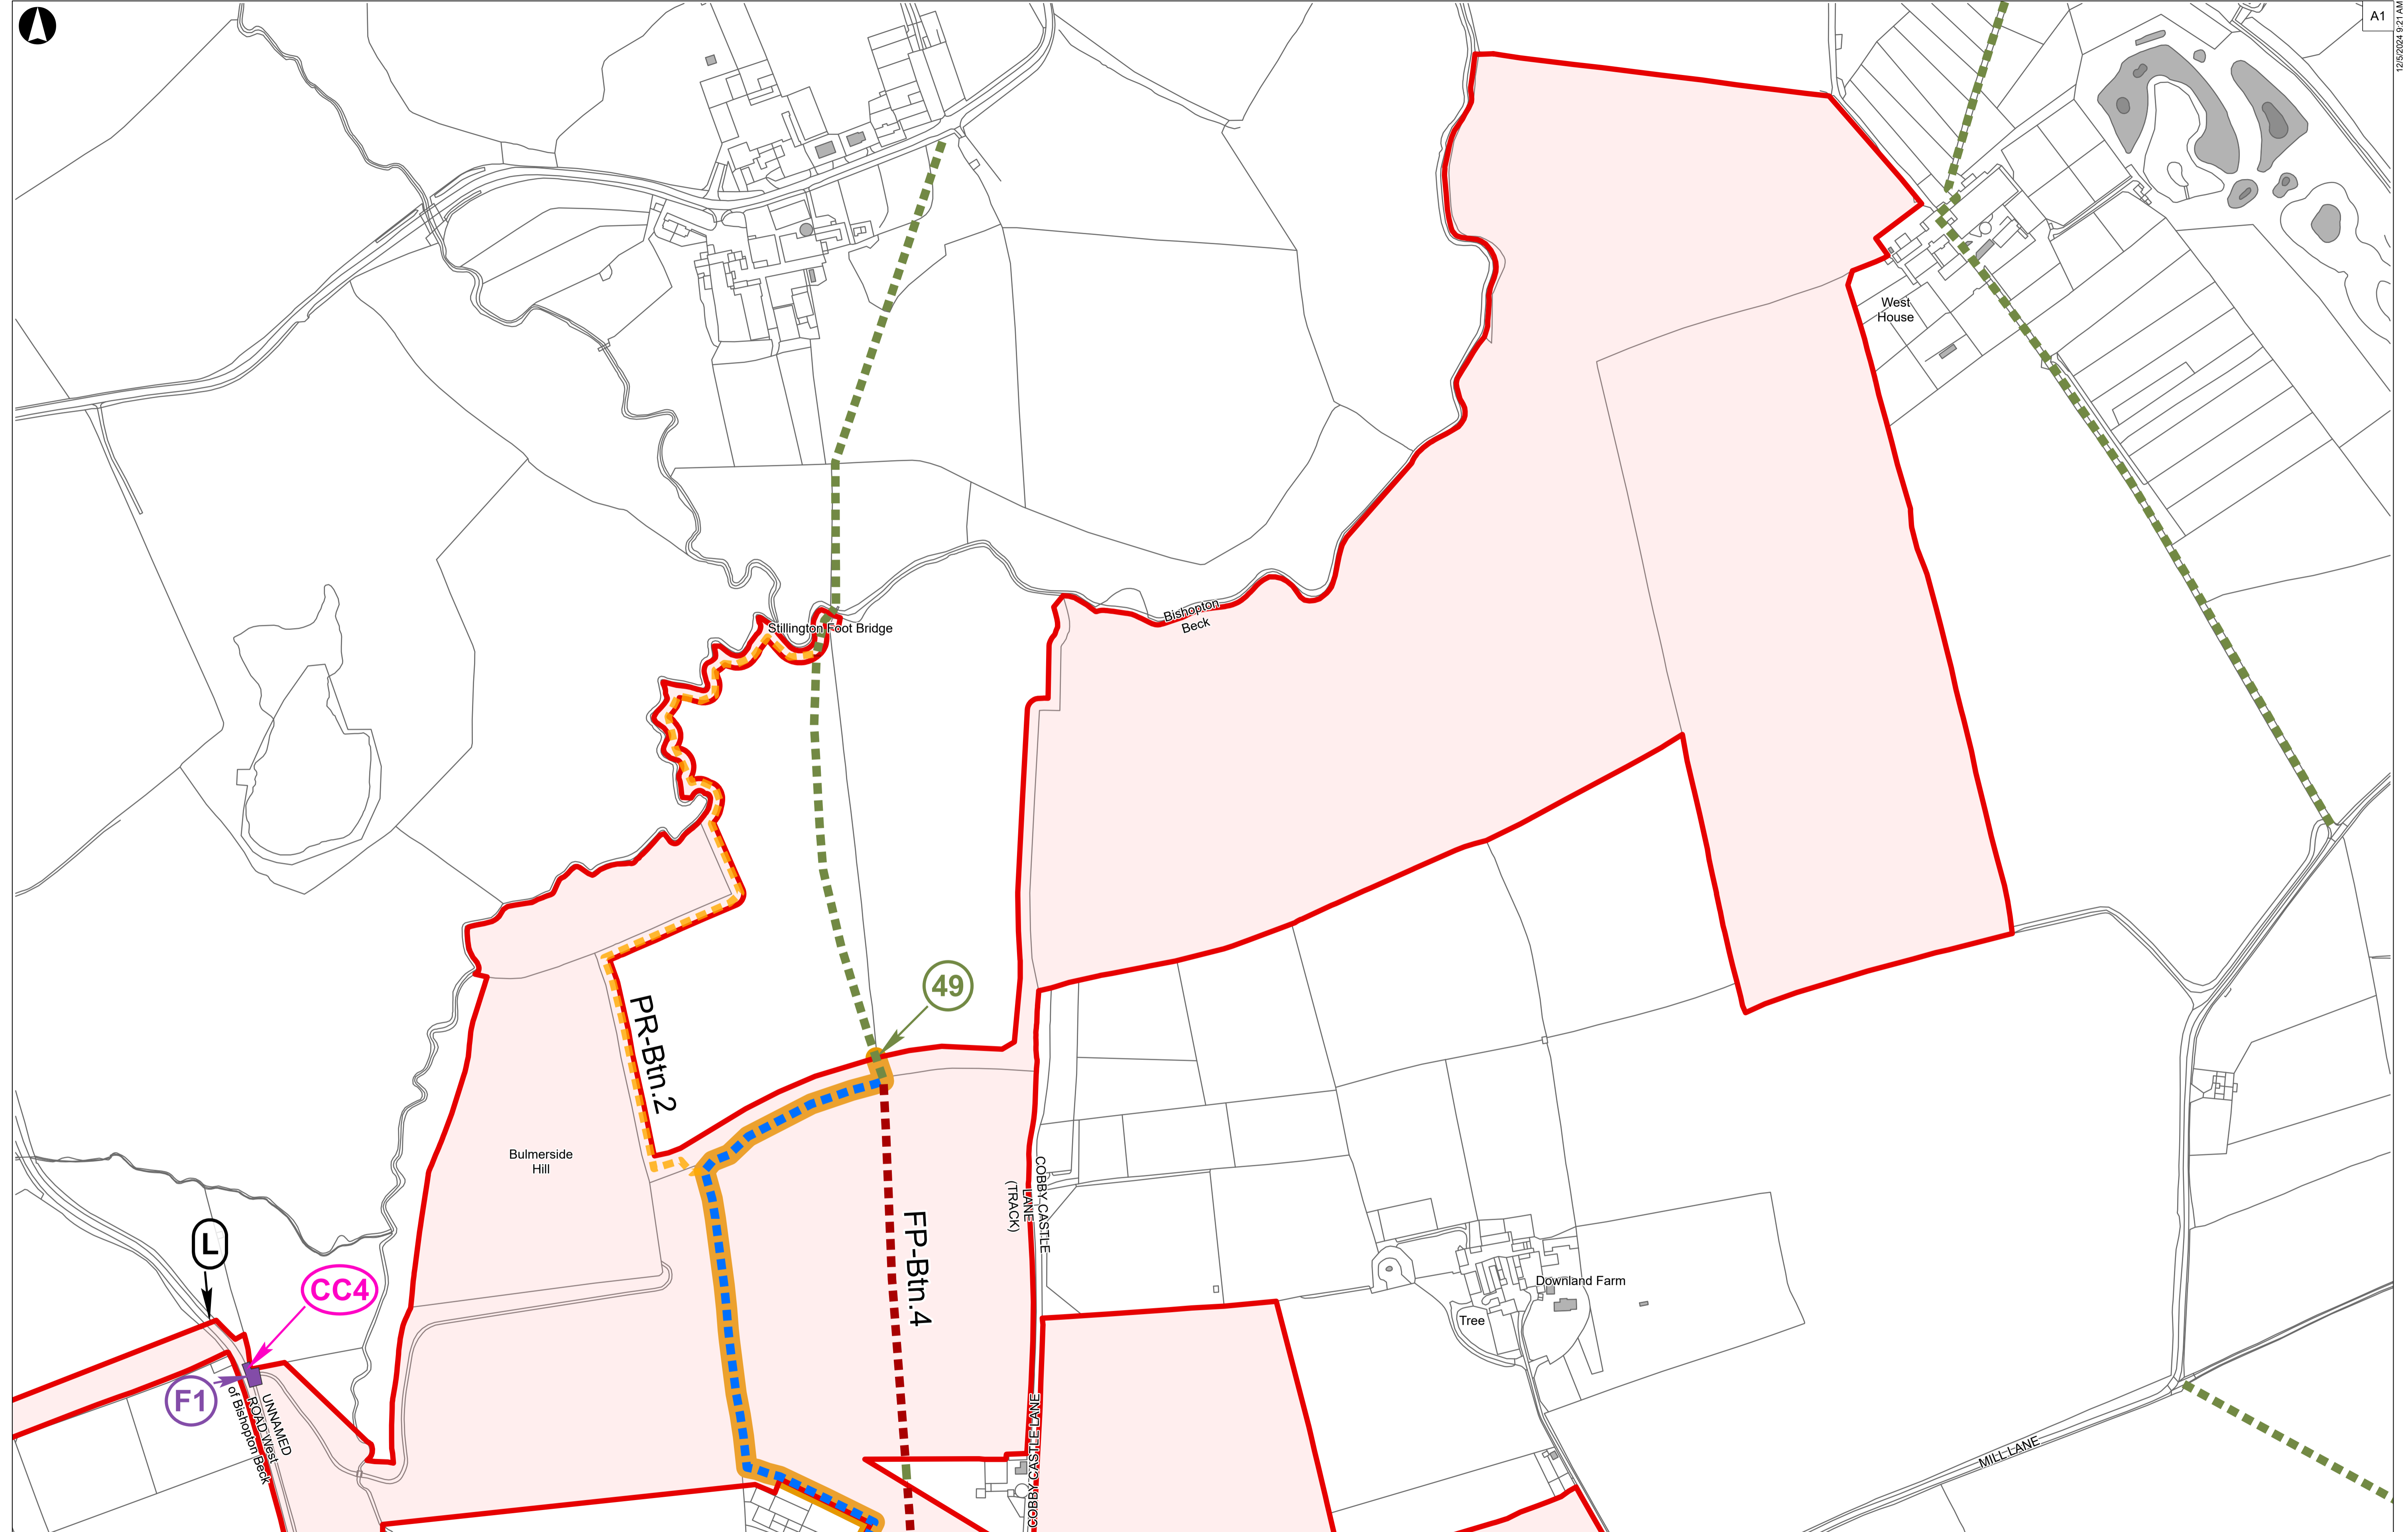 A1
12/5/2024 9:21 AM
West
House
Bishopton
Beck
Stillington Foot Bridge
49
PR-Btn.2
Bulmerside
Hill
COBBY CASTLE
LANE
(TRACK)
L
FP-Btn.4
CC4
Downland Farm
Tree
F1
UNNAMED
ROAD West
of Bishopton Beck
COBBY CASTLE LANE
MILL LANE